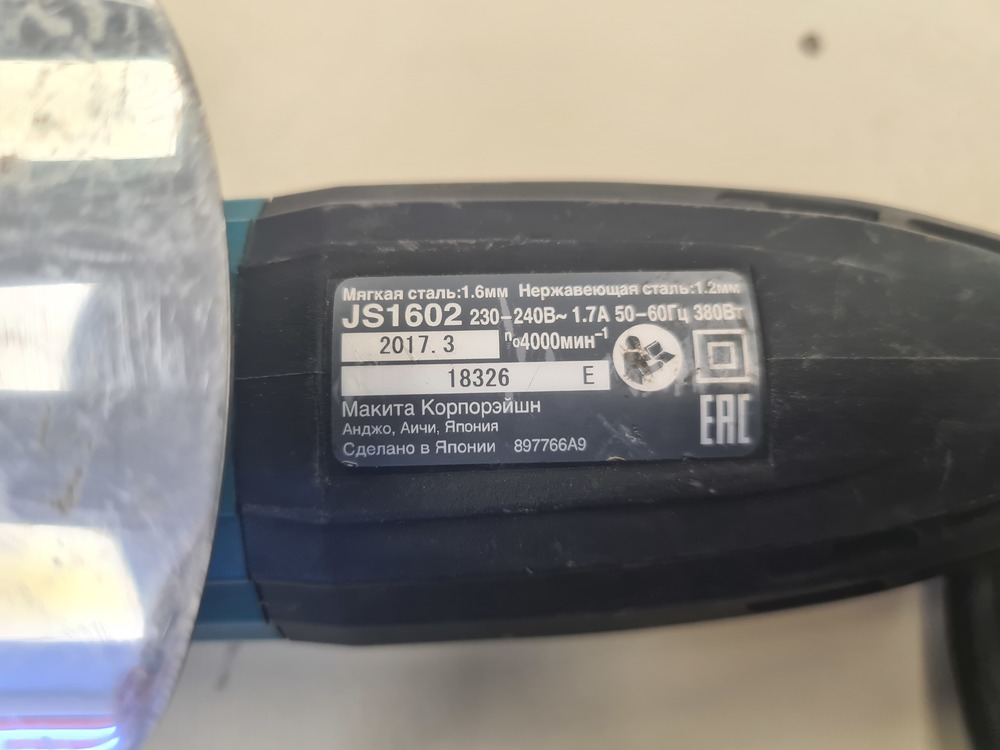 Мягкая сталь:1.6мм Нержавеющая сталь:1.2мм
JS1602 230-240В~ 1.7А 50-60Гц 380Вт
2017. 3 n₀4000мин⁻¹
18326 E
Макита Корпорэйшн
Анджо, Аичи, Япония
Сделано в Японии 897766A9
EAC